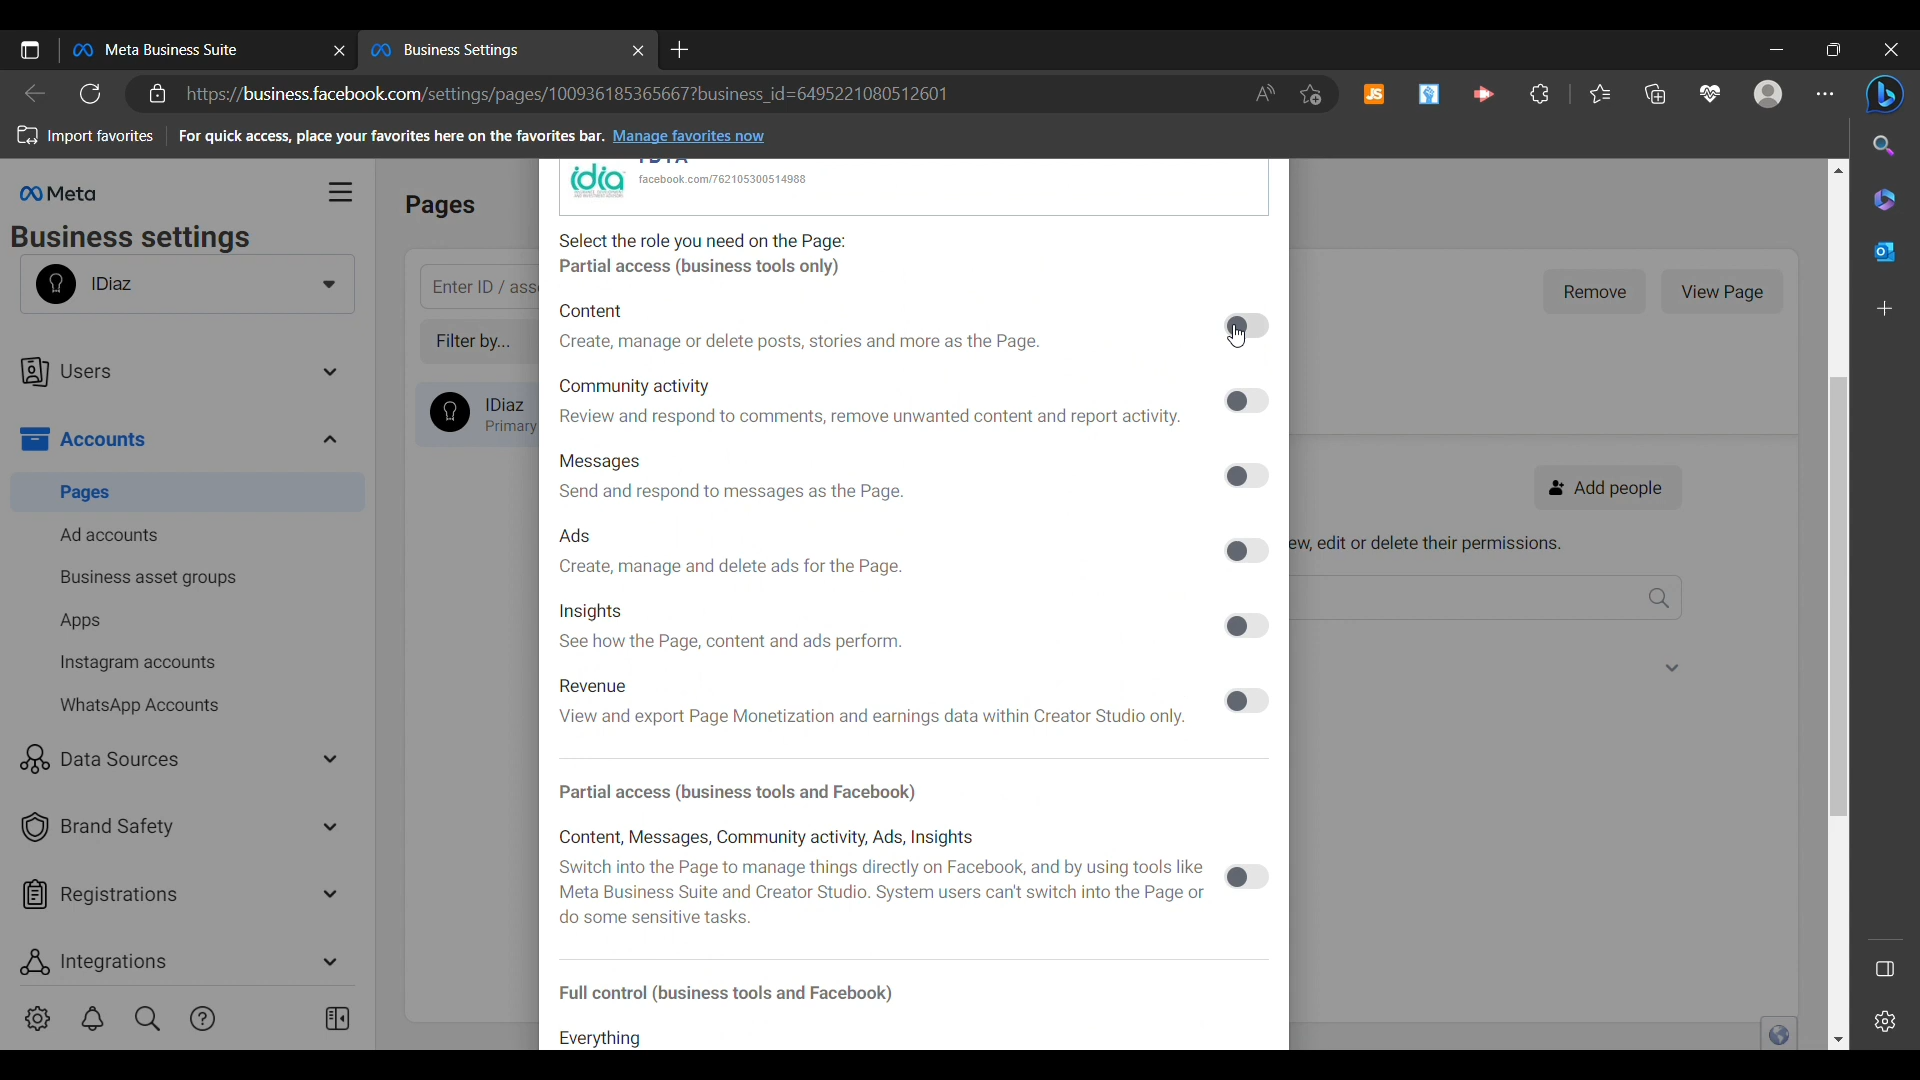 Meta Business Suite
Business Settings
https://business.facebook.com/settings/pages/100936185365667?business_id=6495221080512601
JS
Import favorites
For quick access, place your favorites here on the favorites bar. Manage favorites now
Meta
Business settings
IDiaz
Users
Accounts
Pages
Ad accounts
Business asset groups
Apps
Instagram accounts
WhatsApp Accounts
Data Sources
Brand Safety
Registrations
Integrations
Pages
Enter ID / ass
Filter by...
IDiaz
Primary
idia
facebook.com/762105300514988
Select the role you need on the Page:
Partial access (business tools only)
Content
Create, manage or delete posts, stories and more as the Page.
Community activity
Review and respond to comments, remove unwanted content and report activity.
Messages
Send and respond to messages as the Page.
Ads
Create, manage and delete ads for the Page.
Insights
See how the Page, content and ads perform.
Revenue
View and export Page Monetization and earnings data within Creator Studio only.
Partial access (business tools and Facebook)
Content, Messages, Community activity, Ads, Insights
Switch into the Page to manage things directly on Facebook, and by using tools like
Meta Business Suite and Creator Studio. System users can't switch into the Page or
do some sensitive tasks.
Full control (business tools and Facebook)
Everything
Remove
View Page
Add people
ew, edit or delete their permissions.